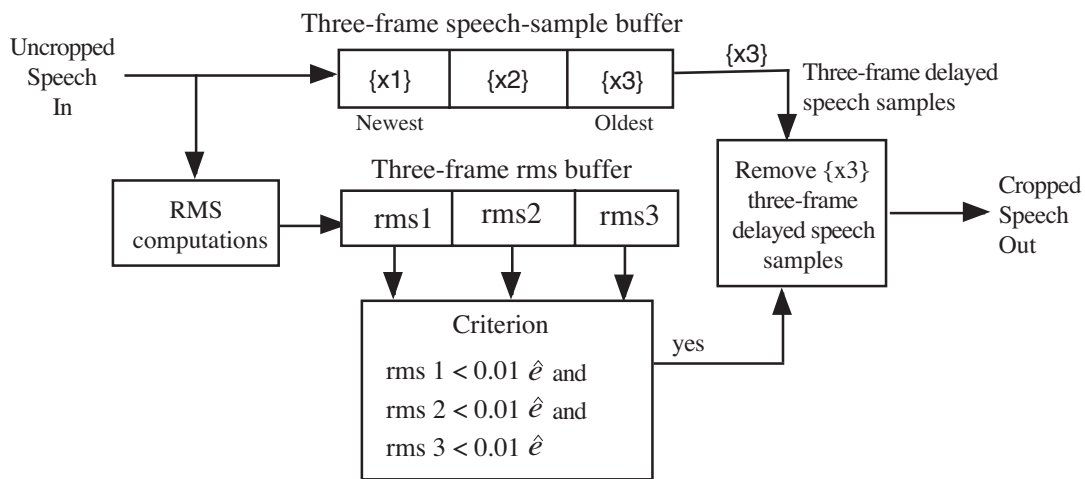 Three-frame speech-sample buffer
Uncropped
Speech
In
{x1} {x2} {x3}
Newest Oldest
{x3}
Three-frame delayed
speech samples
Three-frame rms buffer
RMS
computations
rms1 rms2 rms3
Remove {x3}
three-frame
delayed speech
samples
Cropped
Speech
Out
Criterion
rms 1 < 0.01 ê and
rms 2 < 0.01 ê and
rms 3 < 0.01 ê
yes